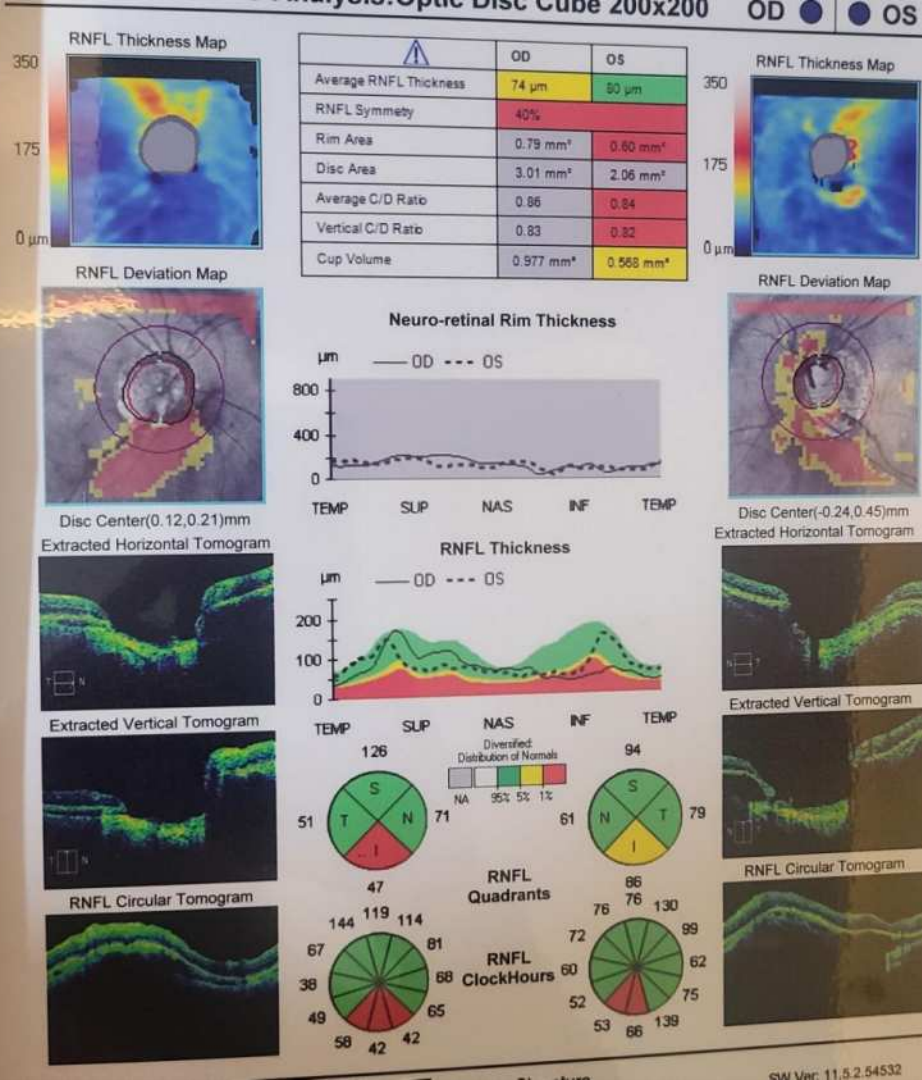 Analysis:Optic Disc Cube 200x200 OD OS
RNFL Thickness Map
350
175
0 μm
OD OS
Average RNFL Thickness 74 μm 80 μm
RNFL Symmetry 40%
Rim Area 0.79 mm² 0.60 mm²
Disc Area 3.01 mm² 2.06 mm²
Average C/D Ratio 0.86 0.84
Vertical C/D Ratio 0.83 0.82
Cup Volume 0.977 mm³ 0.568 mm³
RNFL Thickness Map
350
175
0 μm
RNFL Deviation Map
Disc Center(0.12,0.21)mm
Neuro-retinal Rim Thickness
μm OD OS
800
400
0
TEMP SUP NAS INF TEMP
RNFL Deviation Map
Disc Center(-0.24,0.45)mm
Extracted Horizontal Tomogram
T N
RNFL Thickness
μm OD OS
200
100
0
TEMP SUP NAS INF TEMP
Extracted Horizontal Tomogram
N T
Extracted Vertical Tomogram
T N
126
S
51 T N 71
I
47
Diversified:
Distribution of Normals
NA 95% 5% 1%
94
S
61 N T 79
I
86
RNFL
Quadrants
Extracted Vertical Tomogram
RNFL Circular Tomogram
144 119 114
67 81
38 68
49 65
58 42 42
RNFL
ClockHours
76 76 130
72 99
60 62
52 75
53 66 139
RNFL Circular Tomogram
SW Ver: 11.5.2.54532